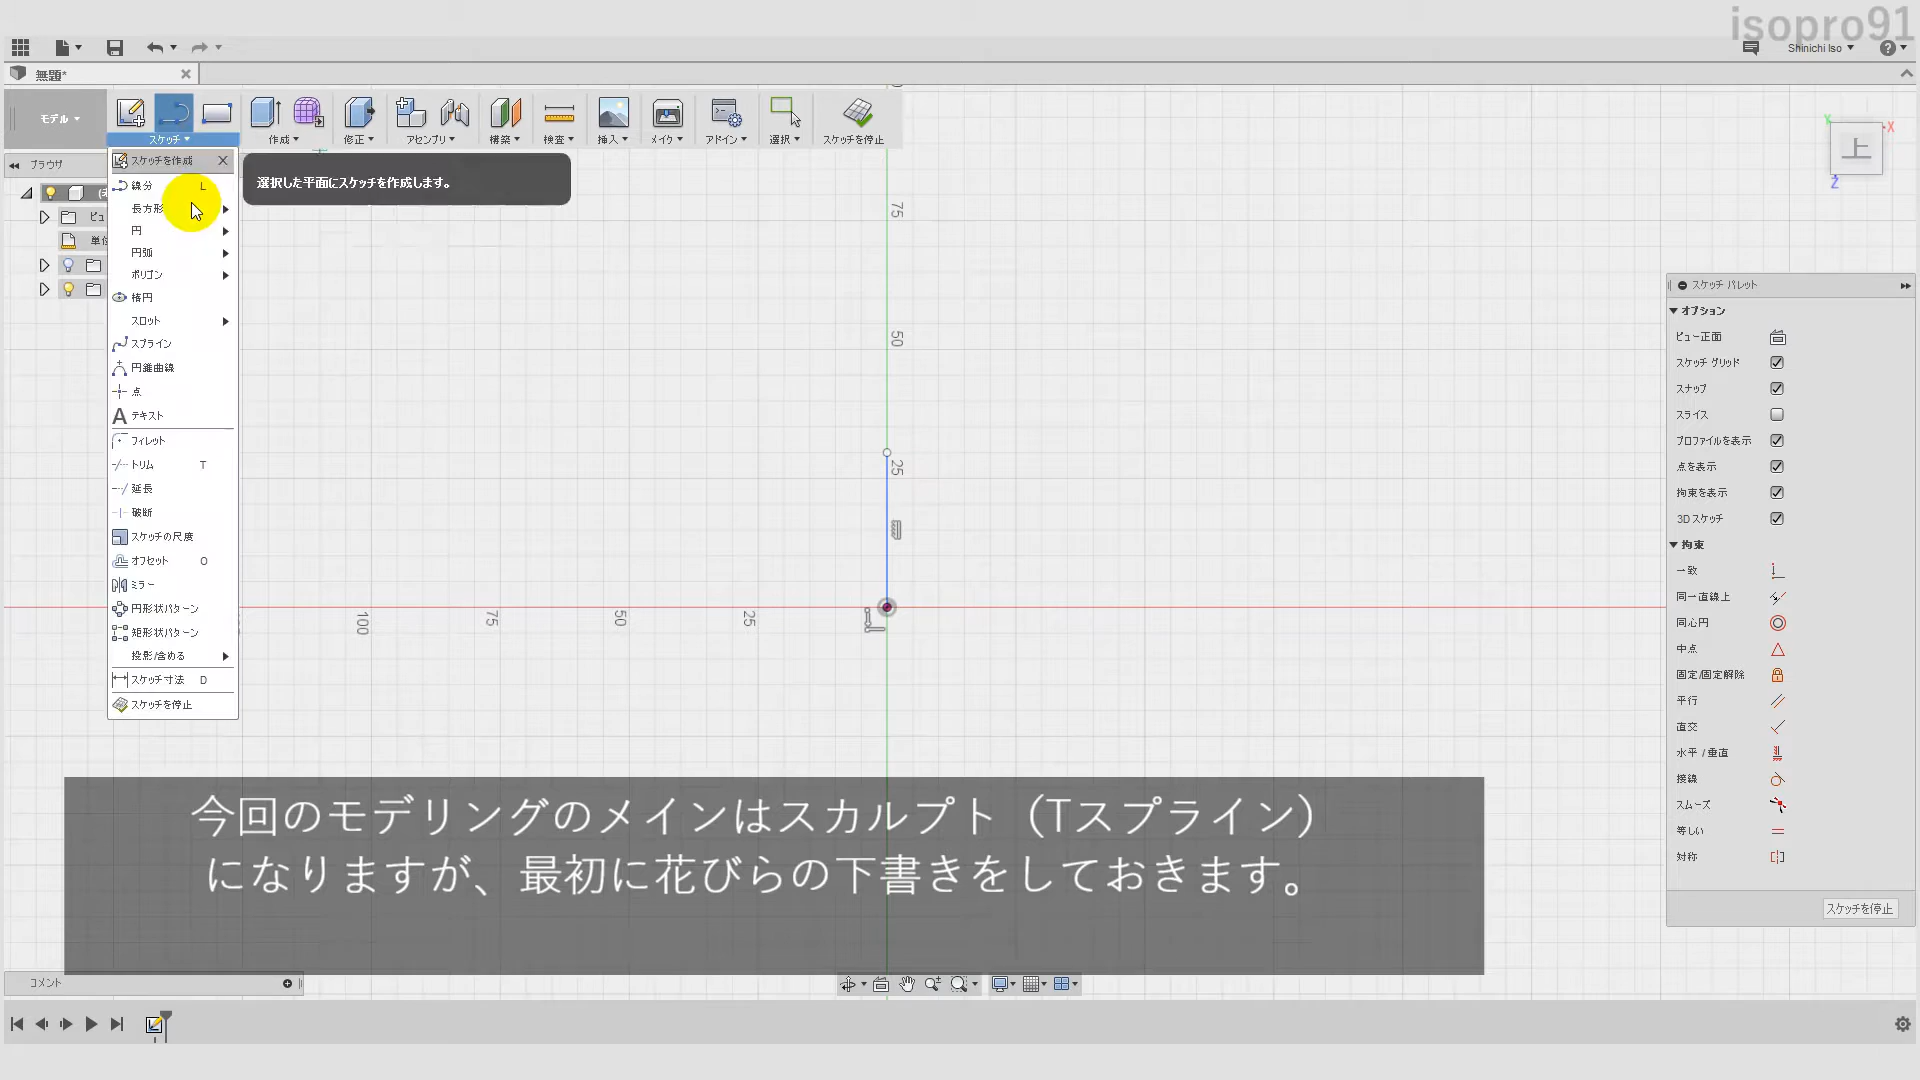 isopro91
Shinichi Iso
無題*
モデル
スケッチ
作成
修正
アセンブリ
構築
検査
挿入
メイク
アドイン
選択
スケッチを停止
ブラウザ
スケッチを作成
選択した平面にスケッチを作成します。
線分 L
長方形
円
円弧
ポリゴン
楕円
スロット
スプライン
円錐曲線
点
テキスト
フィレット
トリム T
延長
破断
スケッチの尺度
オフセット O
ミラー
円形状パターン
矩形状パターン
投影/含める
スケッチ寸法 D
スケッチを停止
75
50
25
100
75
50
25
Y
X
上
Z
スケッチ パレット
オプション
ビュー正面
スケッチ グリッド
スナップ
スライス
プロファイルを表示
点を表示
拘束を表示
3D スケッチ
拘束
一致
同一直線上
同心円
中点
固定/固定解除
平行
直交
水平/垂直
接線
スムーズ
等しい
対称
スケッチを停止
今回のモデリングのメインはスカルプト（Tスプライン）
になりますが、最初に花びらの下書きをしておきます。
コメント